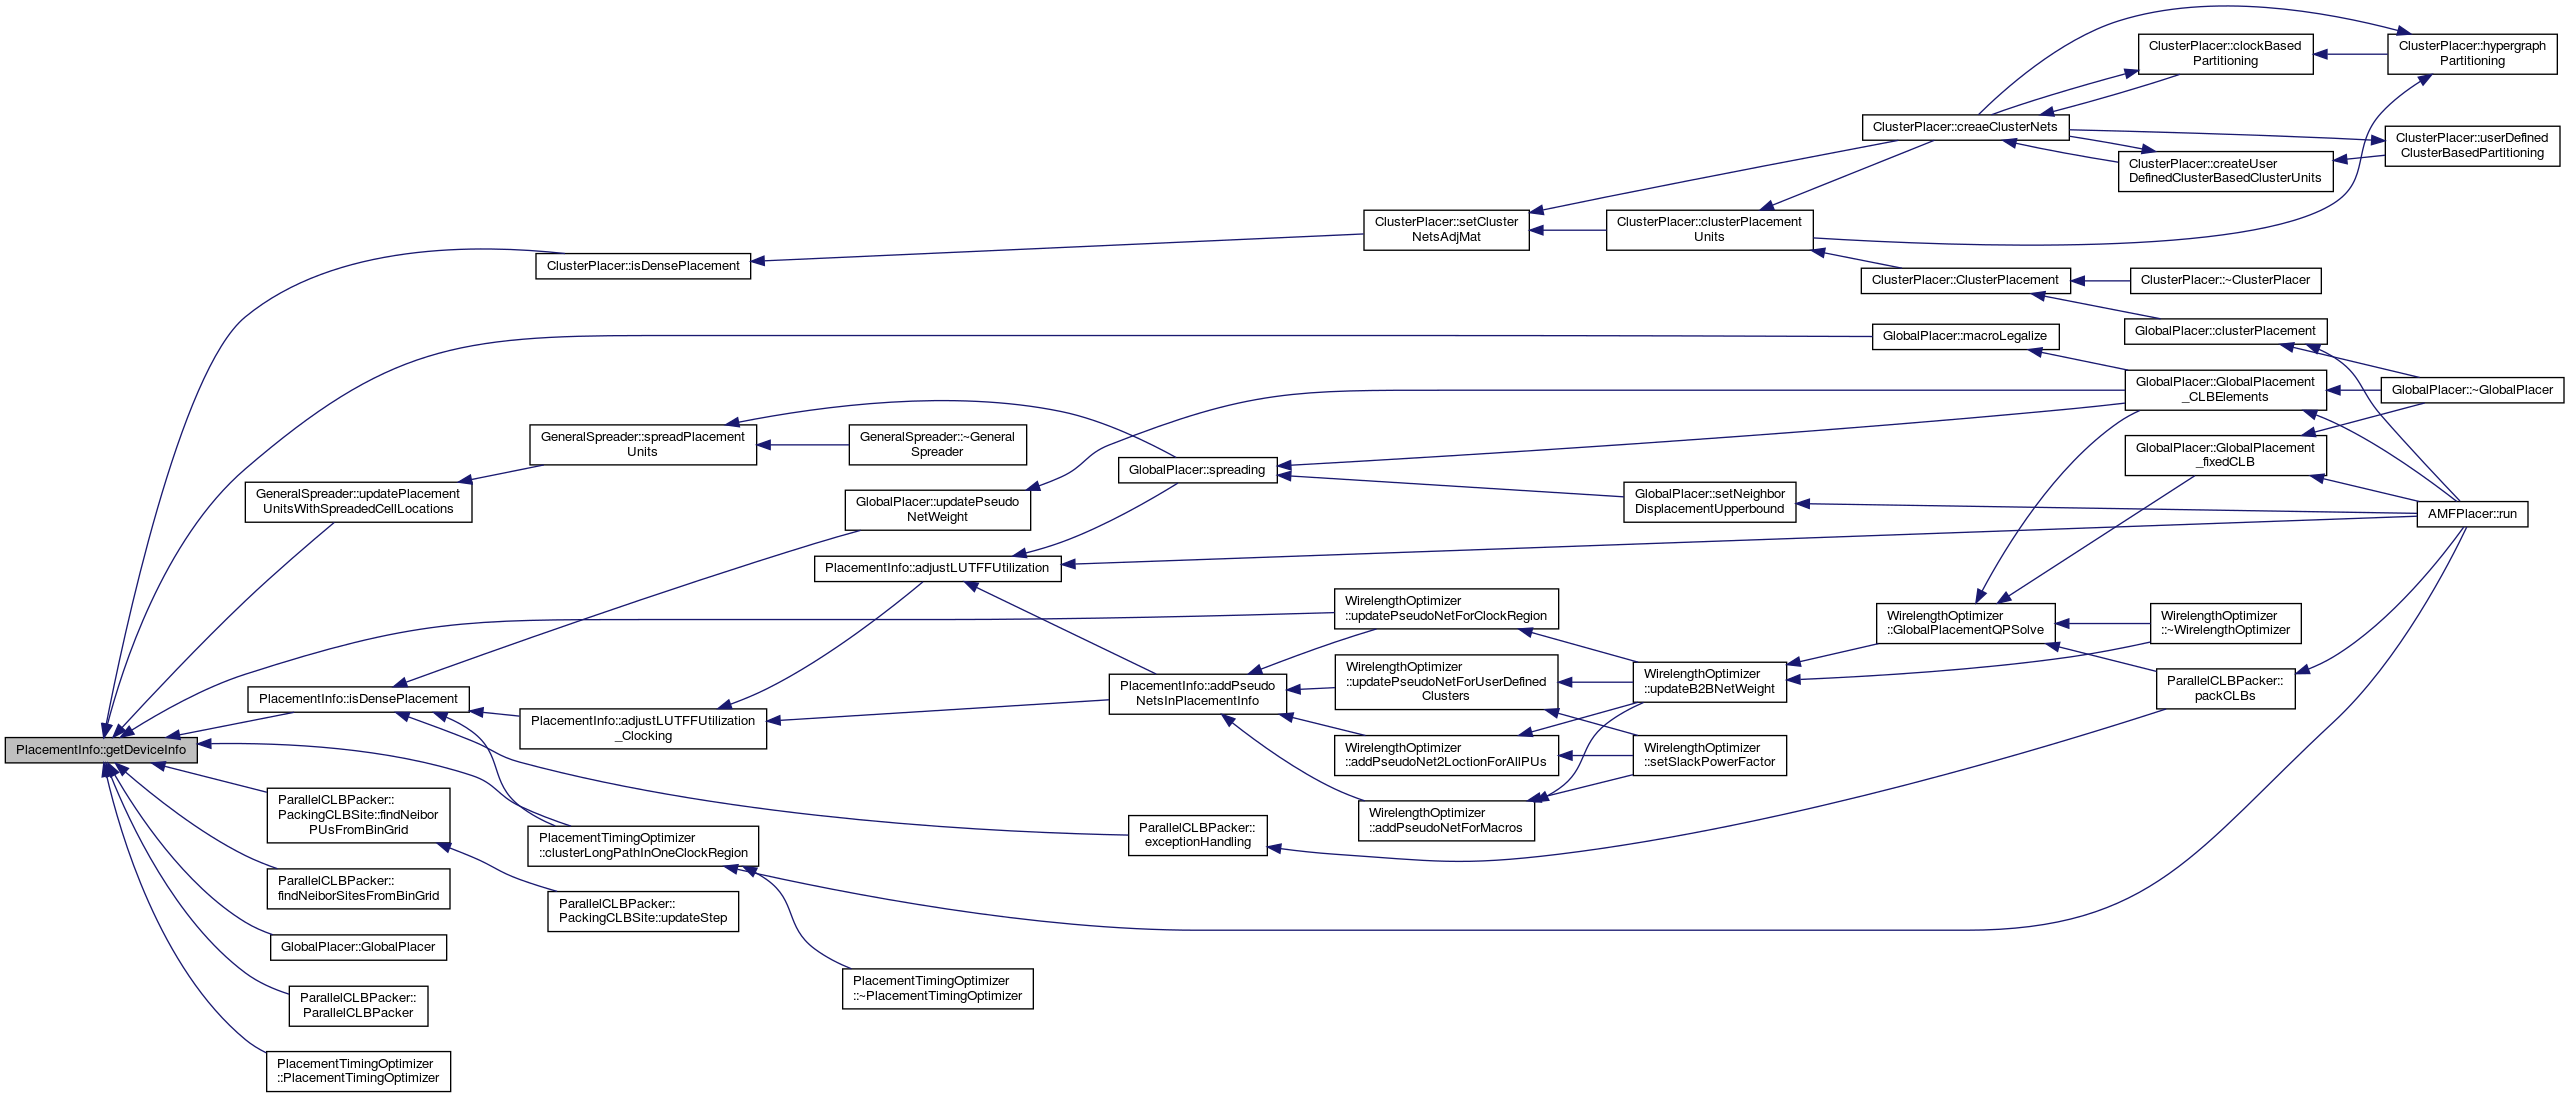 ClusterPlacer::clockBased
Partitioning
ClusterPlacer::hypergraph
Partitioning
ClusterPlacer::creaeClusterNets
ClusterPlacer::userDefined
ClusterBasedPartitioning
ClusterPlacer::createUser
DefinedClusterBasedClusterUnits
ClusterPlacer::setCluster
NetsAdjMat
ClusterPlacer::clusterPlacement
Units
ClusterPlacer::isDensePlacement
ClusterPlacer::ClusterPlacement
ClusterPlacer::~ClusterPlacer
GlobalPlacer::clusterPlacement
GlobalPlacer::macroLegalize
GlobalPlacer::GlobalPlacement
_CLBElements
GlobalPlacer::~GlobalPlacer
GeneralSpreader::spreadPlacement
Units
GeneralSpreader::~General
Spreader
GlobalPlacer::GlobalPlacement
_fixedCLB
GlobalPlacer::spreading
GeneralSpreader::updatePlacement
UnitsWithSpreadedCellLocations
GlobalPlacer::updatePseudo
NetWeight
GlobalPlacer::setNeighbor
DisplacementUpperbound
AMFPlacer::run
PlacementInfo::adjustLUTFFUtilization
WirelengthOptimizer
::updatePseudoNetForClockRegion
WirelengthOptimizer
::GlobalPlacementQPSolve
WirelengthOptimizer
::~WirelengthOptimizer
PlacementInfo::isDensePlacement
PlacementInfo::addPseudo
NetsInPlacementInfo
WirelengthOptimizer
::updatePseudoNetForUserDefined
Clusters
WirelengthOptimizer
::updateB2BNetWeight
ParallelCLBPacker::
packCLBs
PlacementInfo::adjustLUTFFUtilization
_Clocking
PlacementInfo::getDeviceInfo
WirelengthOptimizer
::addPseudoNet2LoctionForAllPUs
WirelengthOptimizer
::setSlackPowerFactor
ParallelCLBPacker::
PackingCLBSite::findNeibor
PUsFromBinGrid
WirelengthOptimizer
::addPseudoNetForMacros
PlacementTimingOptimizer
::clusterLongPathInOneClockRegion
ParallelCLBPacker::
exceptionHandling
ParallelCLBPacker::
findNeiborSitesFromBinGrid
ParallelCLBPacker::
PackingCLBSite::updateStep
GlobalPlacer::GlobalPlacer
PlacementTimingOptimizer
::~PlacementTimingOptimizer
ParallelCLBPacker::
ParallelCLBPacker
PlacementTimingOptimizer
::PlacementTimingOptimizer